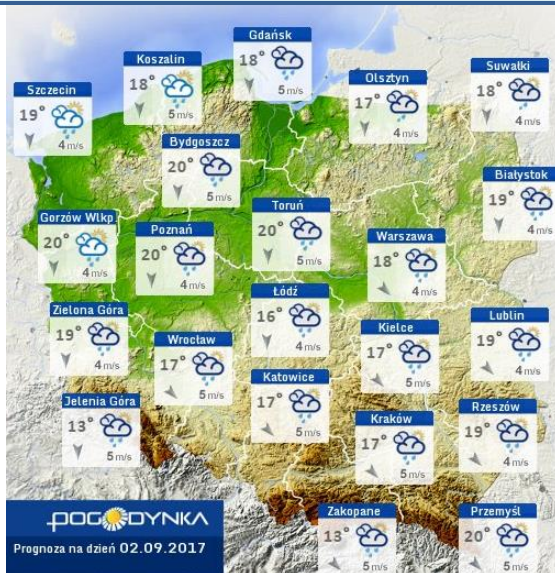 Gdańsk
18°
5 m/s
Koszalin
18°
5 m/s
Suwałki
18°
4 m/s
Olsztyn
17°
4 m/s
Szczecin
19°
4 m/s
Bydgoszcz
20°
5 m/s
Białystok
19°
5 m/s
Toruń
20°
5 m/s
Gorzów Wlkp
20°
4 m/s
Poznań
20°
4 m/s
Warszawa
18°
4 m/s
Łódź
16°
5 m/s
Zielona Góra
19°
4 m/s
Lublin
19°
4 m/s
Kielce
17°
5 m/s
Wrocław
17°
5 m/s
Katowice
17°
5 m/s
Jelenia Góra
13°
5 m/s
Rzeszów
19°
4 m/s
Kraków
17°
5 m/s
Zakopane
13°
5 m/s
Przemyśl
20°
5 m/s
POGODYNKA
Prognoza na dzień 02.09.2017